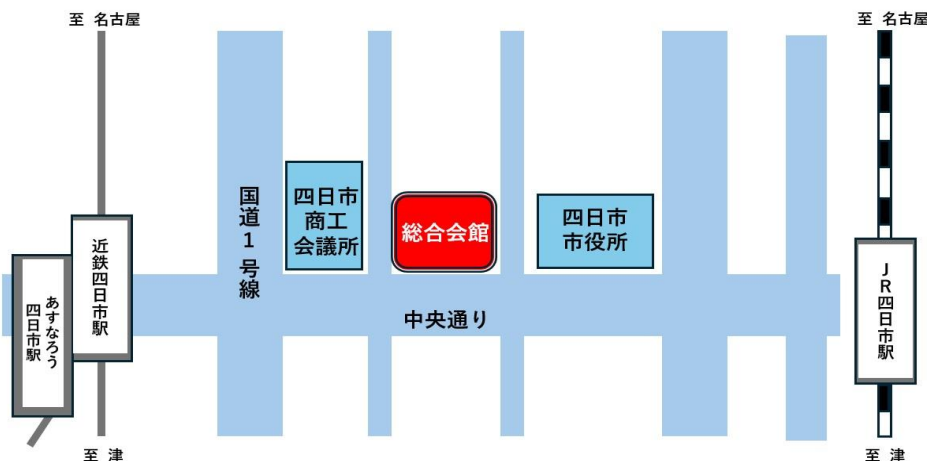 至 名古屋
至 名古屋
国道1号線
四日市
商工
会議所
総合会館
四日市
市役所
近鉄四日市駅
あすなろう
四日市駅
JR四日市駅
中央通り
至 津
至 津